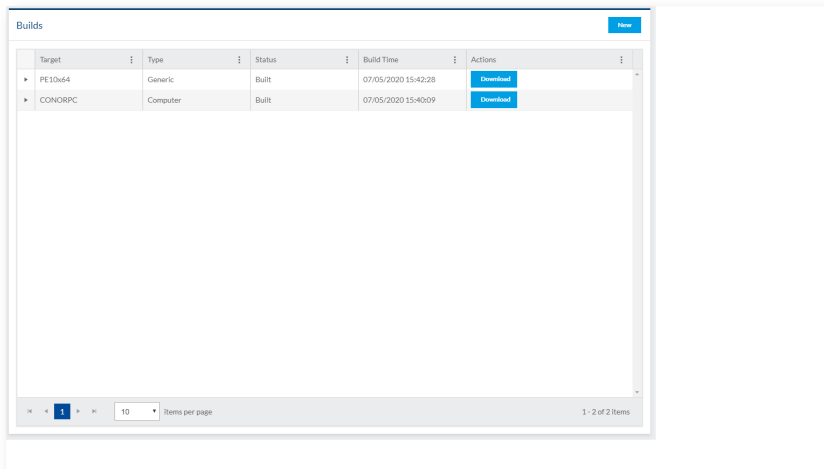 Builds New
Target Type Status Build Time Actions
PE10x64 Generic Built 07/05/2020 15:42:28 Download
CONORPC Computer Built 07/05/2020 15:40:09 Download
1 10 items per page 1 - 2 of 2 items